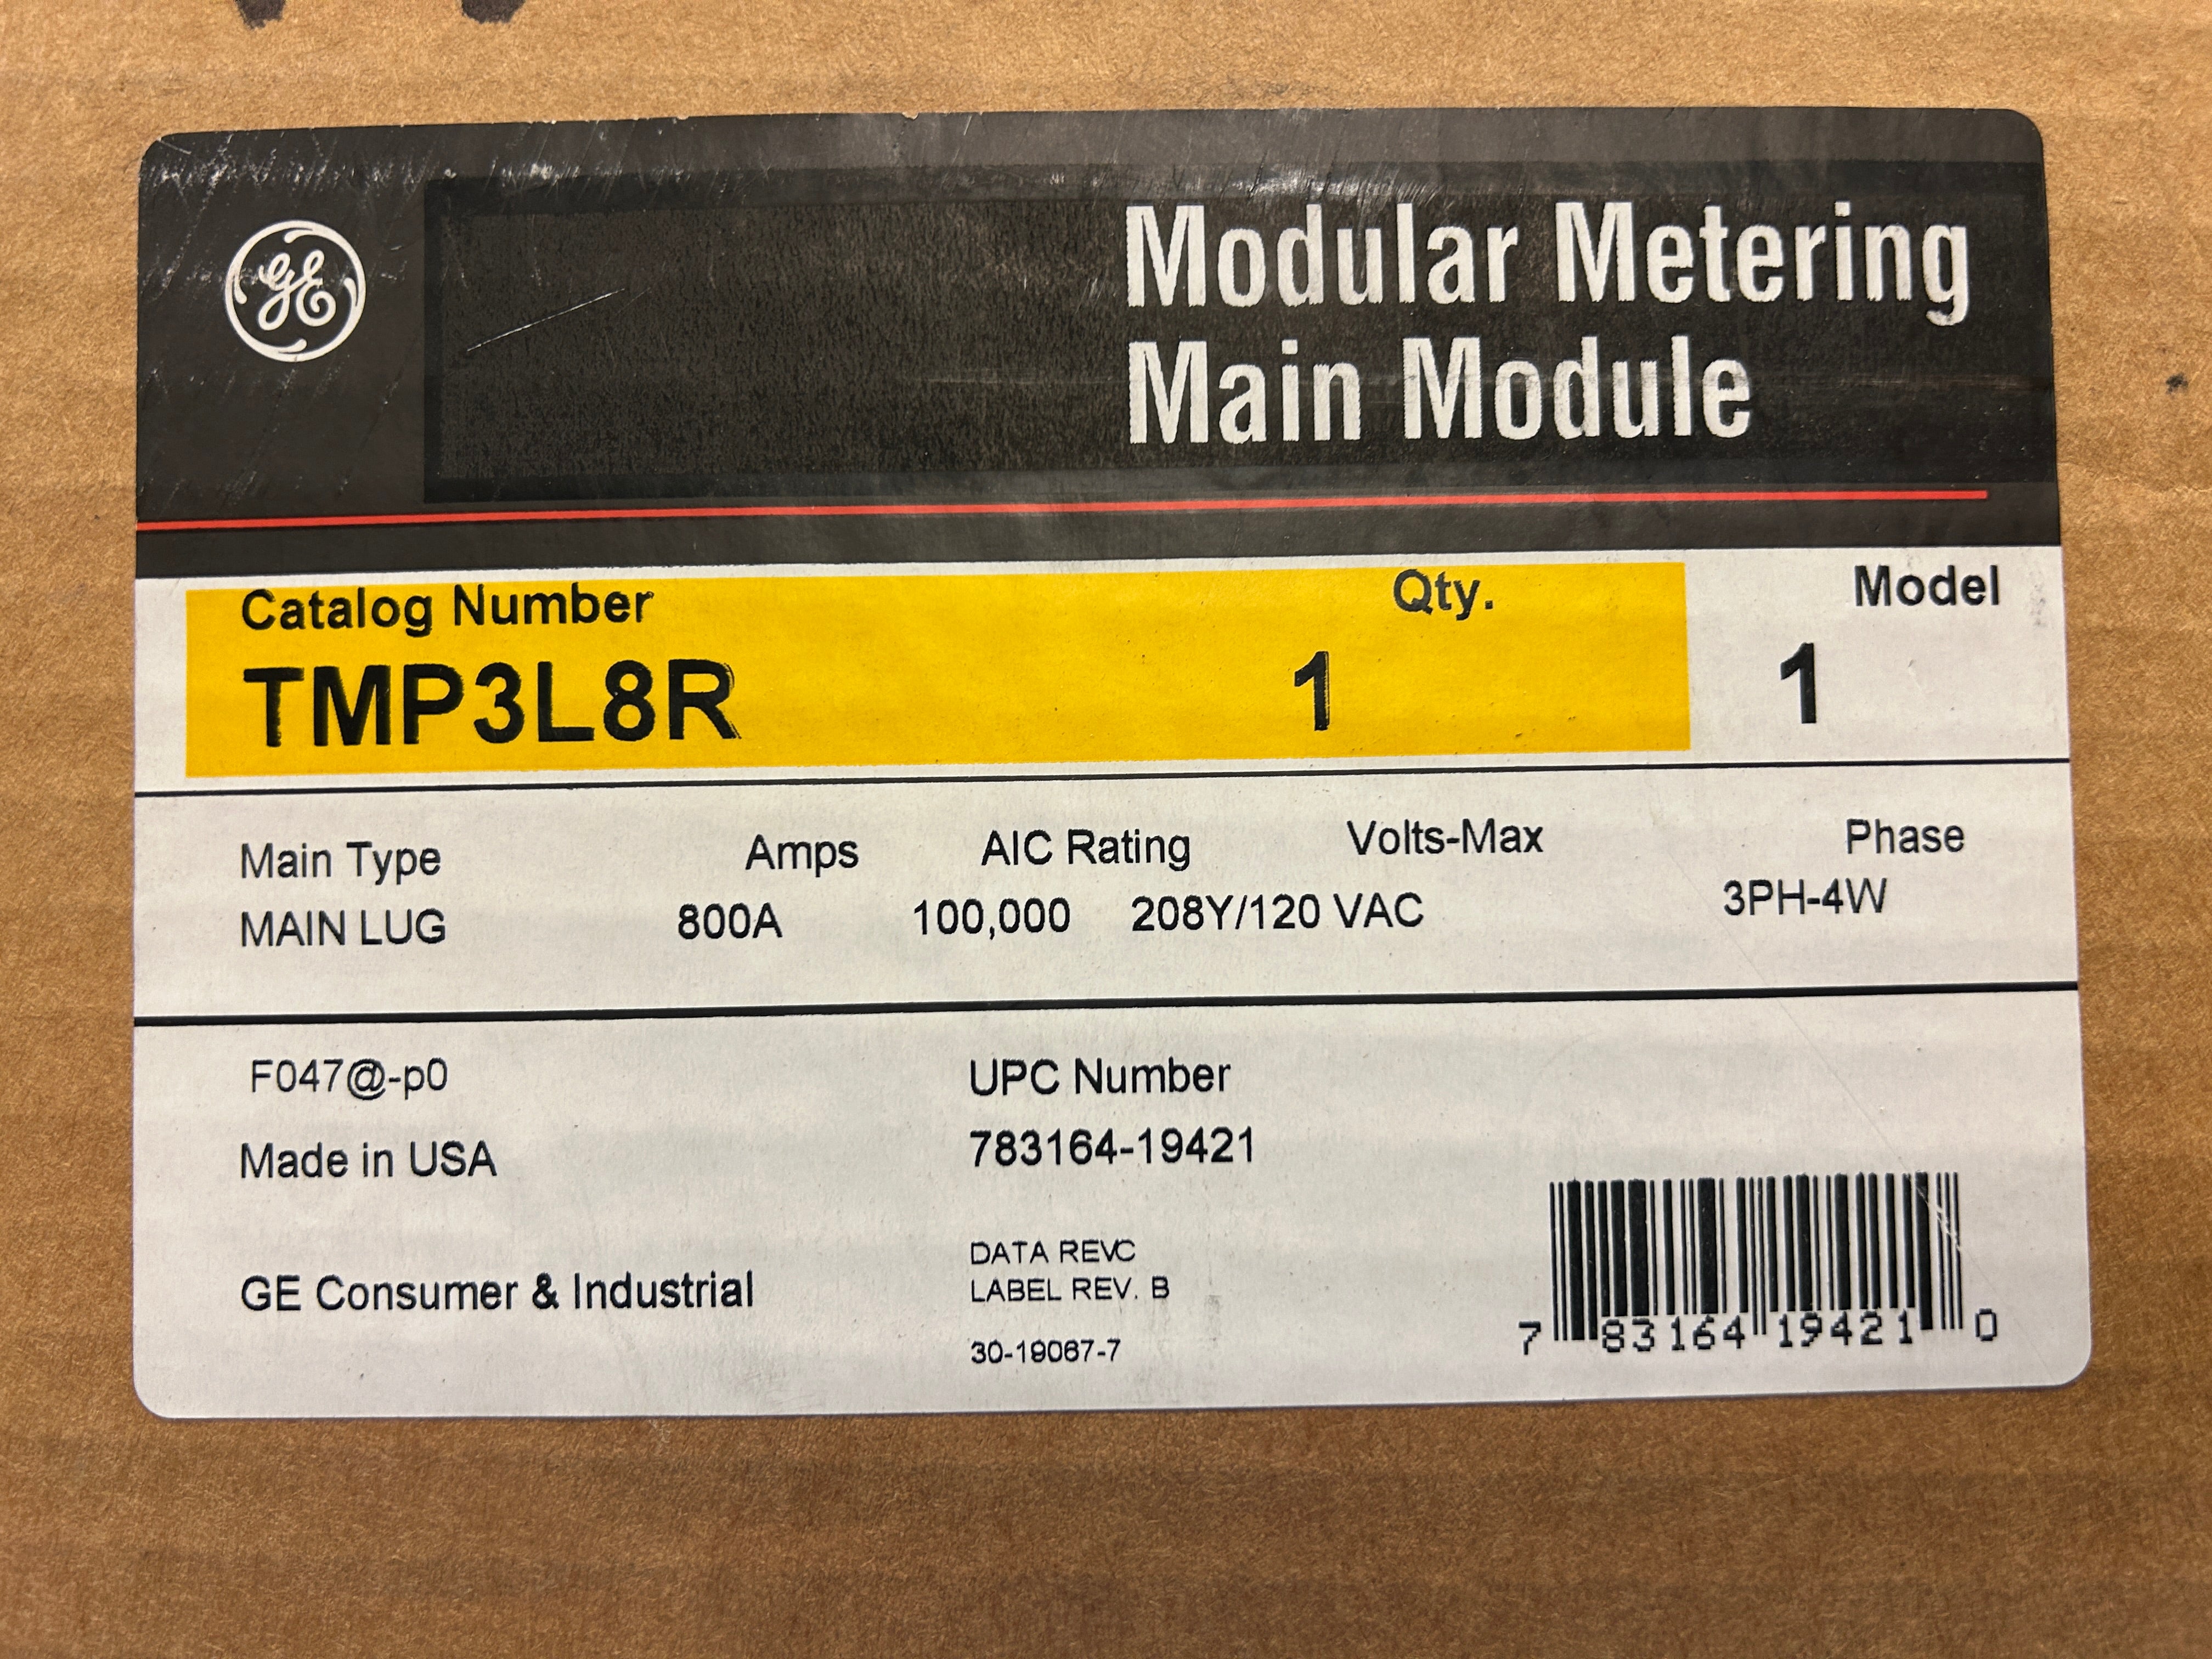 GE
Modular Metering
Main Module
Catalog Number Qty. Model
TMP3L8R 1 1
Main Type Amps AIC Rating Volts-Max Phase
MAIN LUG 800A 100,000 208Y/120 VAC 3PH-4W
F047@-p0 UPC Number
Made in USA 783164-19421
DATA REVC
GE Consumer & Industrial LABEL REV. B
30-19067-7
7 83164 19421 0